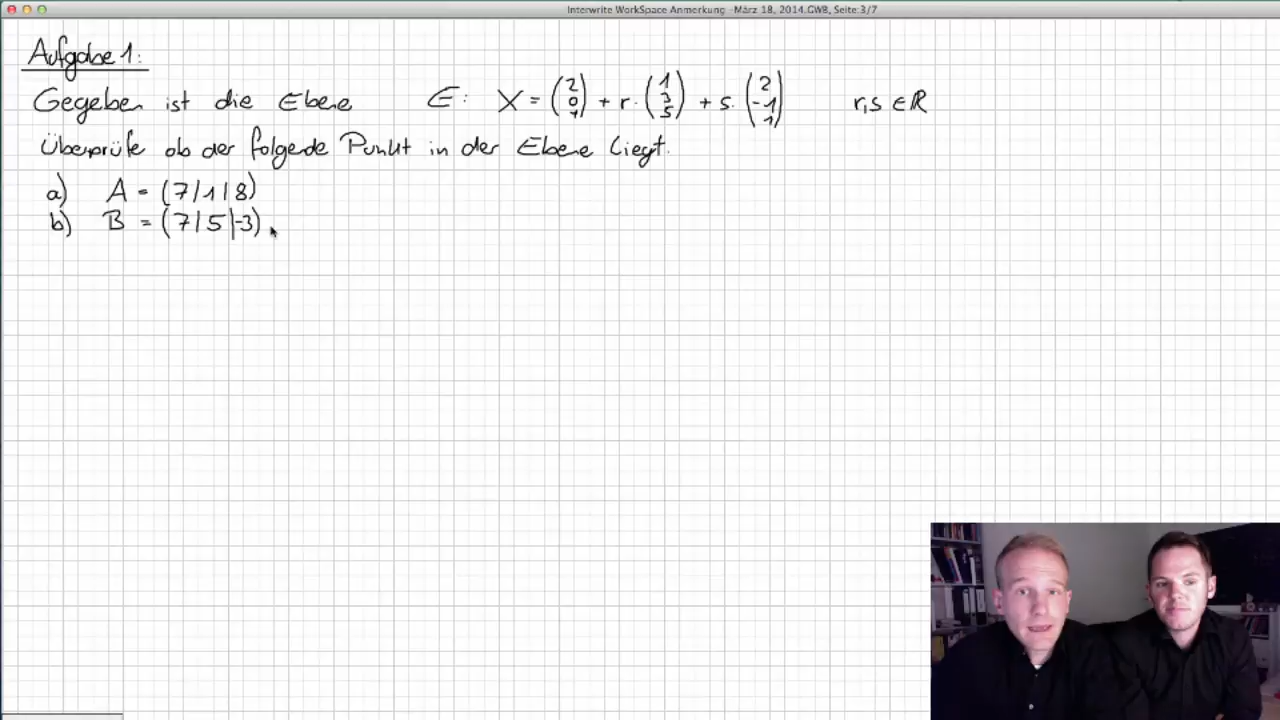 Interwrite WorkSpace Anmerkung -März 18, 2014.GWB, Seite:3/7
Aufgabe 1:
Gegeben ist die Ebene E: X = (2 0 1) + r · (1 3 5) + s · (2 -1 1) r,s ∈ ℝ
Überprüfe ob der folgende Punkt in der Ebene liegt.
a) A = (7/1/8)
b) B = (7/5/-3)